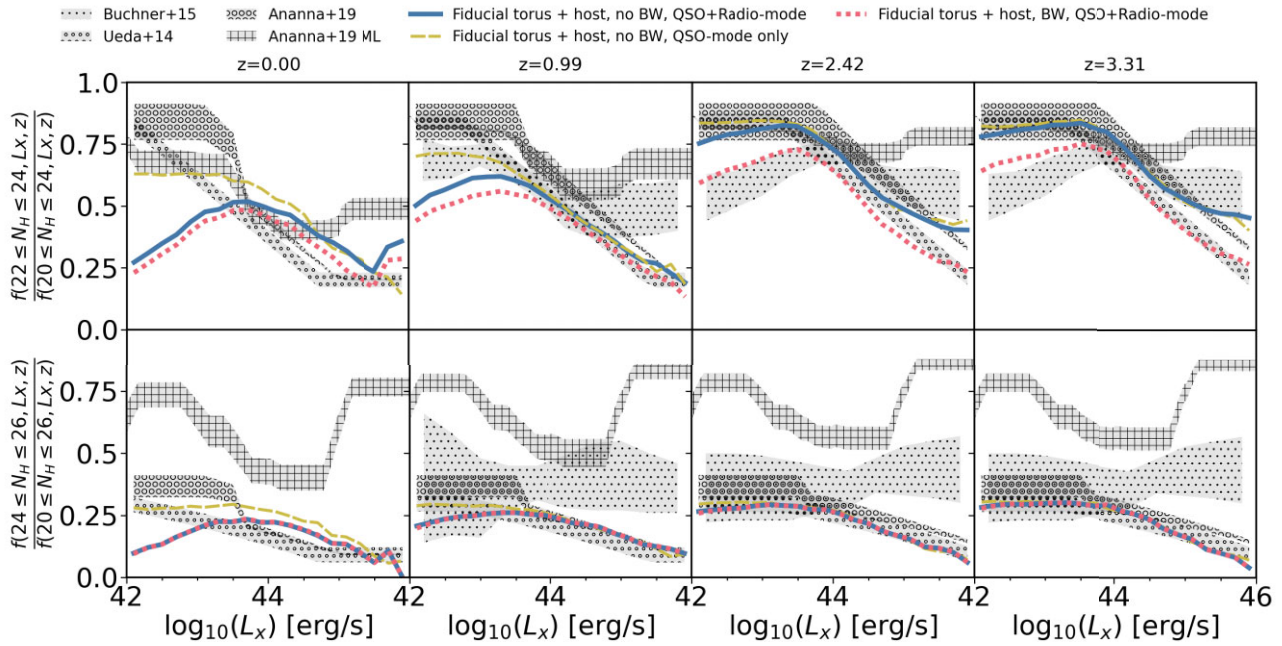 Buchner+15 Ananna+19 Fiducial torus + host, no BW, QSO+Radio-mode Fiducial torus + host, BW, QSO+Radio-mode
Ueda+14 Ananna+19 ML Fiducial torus + host, no BW, QSO-mode only
z=0.00 z=0.99 z=2.42 z=3.31
f(22 ≤ N_H ≤ 24, Lx, z)
f(20 ≤ N_H ≤ 24, Lx, z)
1.0
0.75
0.5
0.25
0.0
f(24 ≤ N_H ≤ 26, Lx, z)
f(20 ≤ N_H ≤ 26, Lx, z)
0.75
0.5
0.25
0.0
42 44 42 44 42 44 42 44 46
log₁₀(Lₓ) [erg/s] log₁₀(Lₓ) [erg/s] log₁₀(Lₓ) [erg/s] log₁₀(Lₓ) [erg/s]